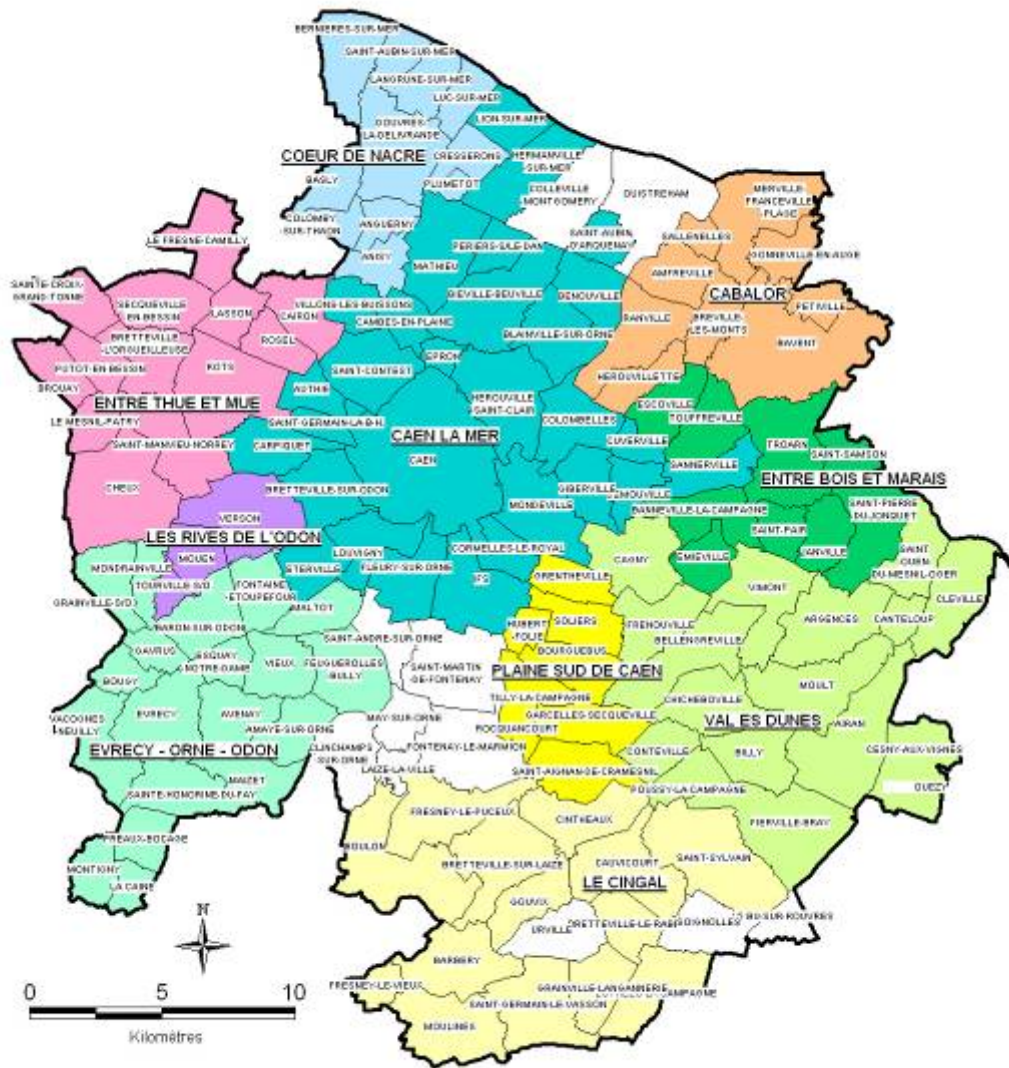 BERNIERES-SUR-MER
SAINT-AUBIN-SUR-MER
LANGRUNE-SUR-MER
LUC-SUR-MER
DOUVRES
-LA-DELIVRANDE
LION-SUR-MER
CRESSERONS
HERMANVILLE
-SUR-MER
COEUR DE NACRE
BASLY
PLUMETOT
COLLEVILLE
-MONTGOMERY
OUISTREHAM
MERVILLE
FRANCEVILLE
-PLAGE
COLOMBY
-SUR-THAON
ANGUERNY
SAINT-AUBIN
D'ARQUENAY
SALLENELLES
LE FRESNE-CAMILLY
ANISY
MATHIEU
PERIERS-S/LE-DAN
GONNEVILLE-EN-AUGE
AMFREVILLE
SAINTE-CROIX-
GRAND-TONNE
SECQUEVILLE
-EN-BESSIN
LASSON
VILLONS-LES-BUISSONS
CAIRON
BIEVILLE-BEUVILLE
BENOUVILLE
CABALOR
PETIVILLE
RANVILLE
BREVILLE
-LES-MONTS
BAVENT
CAMBES-EN-PLAINE
BLAINVILLE-SUR-ORNE
BRETTEVILLE
-L'ORGUEILLEUSE
ROSEL
PUTOT-EN-BESSIN
ROTS
EPRON
SAINT-CONTEST
BROUAY
AUTHIE
HEROUVILLE
-SAINT-CLAIR
HEROUVILLETTE
ESCOVILLE
TOUFFREVILLE
ENTRE THUE ET MUE
LE MESNIL-PATRY
SAINT-GERMAIN-LA-B-H.
COLOMBELLES
CUVERVILLE
TROARN
SAINT-SAMSON
SAINT-MANVIEU-NORREY
CARPIQUET
CAEN LA MER
CAEN
SANNERVILLE
ENTRE BOIS ET MARAIS
CHEUX
BRETTEVILLE-SUR-ODON
MONDEVILLE
GIBERVILLE
DEMOUVILLE
BANNEVILLE-LA-CAMPAGNE
SAINT-PIERRE
DU-JONQUET
VERSON
SAINT-PAIR
LES RIVES DE L'ODON
MOUEN
LOUVIGNY
CORMELLES-LE-ROYAL
CAGNY
EMIEVILLE
JANVILLE
SAINT
OUEN
-DU-MESNIL-OGER
MONDRAINVILLE
TOURVILLE-S/O
FONTAINE
-ETOUPEFOUR
ETERVILLE
FLEURY-SUR-ORNE
IFS
GRENTHEVILLE
VIMONT
CLEVILLE
GRAINVILLE-S/O
MALTOT
BARON-SUR-ODON
SAINT-ANDRE-SUR-ORNE
HUBERT
-FOLIE
SOLIERS
FRENOUVILLE
ARGENCES
CANTELOUP
BELLENGREVILLE
GAVRUS
ESQUAY
-NOTRE-DAME
VIEUX
FEUGUEROLLES
BULLY
SAINT-MARTIN
DE-FONTENAY
BOURGUEBUS
PLAINE SUD DE CAEN
BOUGY
MOULT
CHICHEBOVILLE
TILLY-LA-CAMPAGNE
VACOGNES
-NEUILLY
EVRECY
AVENAY
AMAYE-SUR-ORNE
MAY-SUR-ORNE
ROCQUANCOURT
GARCELLES-SECQUEVILLE
VAL ES DUNES
AIRAN
EVRECY - ORNE - ODON
CLINCHAMPS
-SUR-ORNE
FONTENAY-LE-MARMION
CONTEVILLE
BILLY
CESNY-AUX-VIGNES
LAIZE-LA-VILLE
MAIZET
SAINT-AIGNAN-DE-CRAMESNIL
POUSSY-LA-CAMPAGNE
OUEZY
SAINTE-HONORINE-DU-FAY
FRESNEY-LE-PUCEUX
CINTHEAUX
FIERVILLE-BRAY
PREAUX-BOCAGE
BOULON
MONTIGNY
LA CAINE
BRETTEVILLE-SUR-LAIZE
CAUVICOURT
SAINT-SYLVAIN
LE CINGAL
GOUVIX
URVILLE
BRETTEVILLE-LE-RABE
SOIGNOLLES
BU-SUR-ROUVRES
N
BARBERY
FRESNEY-LE-VIEUX
GRAINVILLE-LANGANNERIE
CAMPAGNE
SAINT-GERMAIN-LE-VASSON
MOULINES
0 5 10
Kilomètres